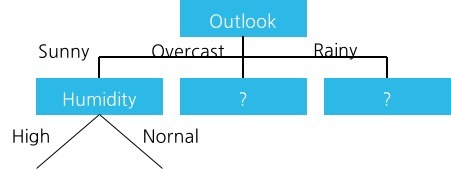 Outlook
Sunny Overcast Rainy
Humidity ? ?
High Nornal